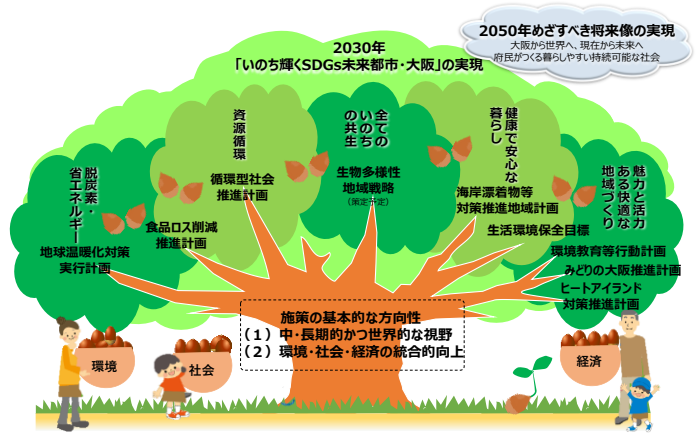 2050年めざすべき将来像の実現
大阪から世界へ、現在から未来へ
府民がつくる暮らしやすい持続可能な社会
2030年
「いのち輝くSDGs未来都市・大阪」の実現
脱炭素・
省エネルギー
地球温暖化対策
実行計画
資源循環
循環型社会
推進計画
食品ロス削減
推進計画
全ての
いのち
の共生
生物多様性
地域戦略
(策定予定)
健康で安心な
暮らし
海岸漂着物等
対策推進地域計画
生活環境保全目標
魅力と活力
ある快適な
地域づくり
環境教育等行動計画
みどりの大阪推進計画
ヒートアイランド
対策推進計画
施策の基本的な方向性
（１）中・長期的かつ世界的な視野
（２）環境・社会・経済の統合的向上
環境
社会
経済